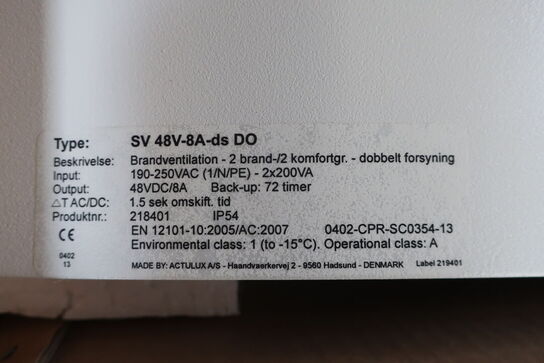 Type: SV 48V-8A-ds DO
Beskrivelse: Brandventilation - 2 brand-/2 komfortgr. - dobbelt forsyning
Input: 190-250VAC (1/N/PE) - 2x200VA
Output: 48VDC/8A Back-up: 72 timer
△T AC/DC: 1.5 sek omskift. tid
Produktnr.: 218401 IP54
CE EN 12101-10:2005/AC:2007 0402-CPR-SC0354-13
Environmental class: 1 (to -15°C). Operational class: A
0402
13
MADE BY: ACTULUX A/S - Haandvaerkervej 2 - 9560 Hadsund - DENMARK Label 219401